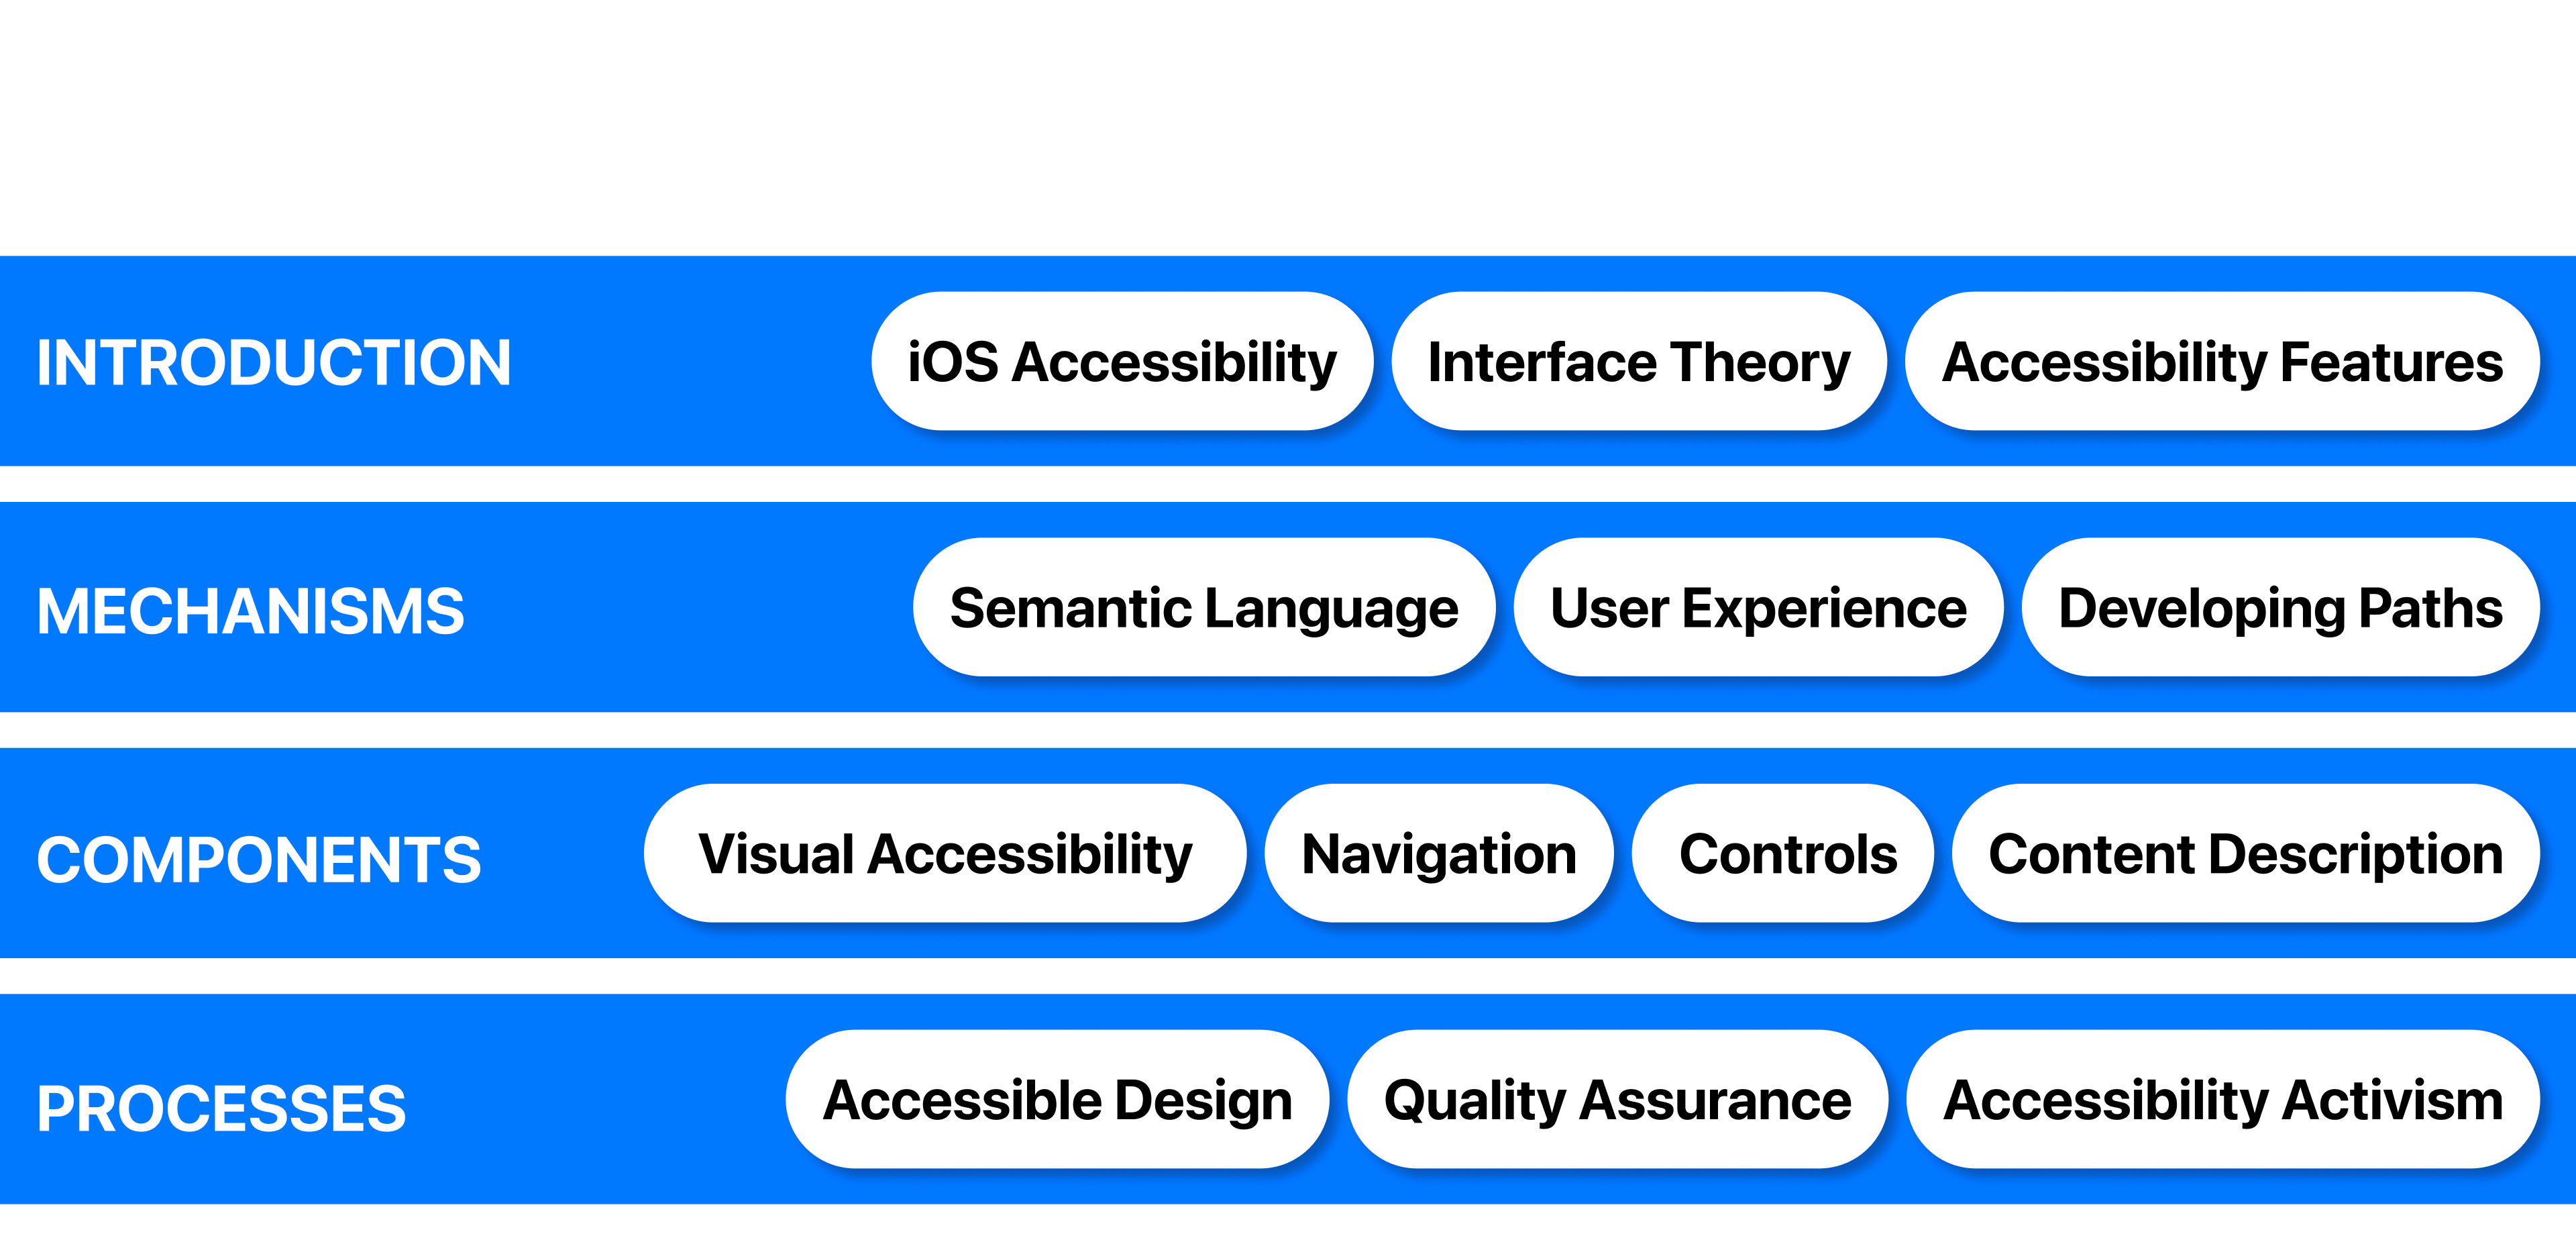 INTRODUCTION
iOS Accessibility
Interface Theory
Accessibility Features
MECHANISMS
Semantic Language
User Experience
Developing Paths
COMPONENTS
Visual Accessibility
Navigation
Controls
Content Description
PROCESSES
Accessible Design
Quality Assurance
Accessibility Activism